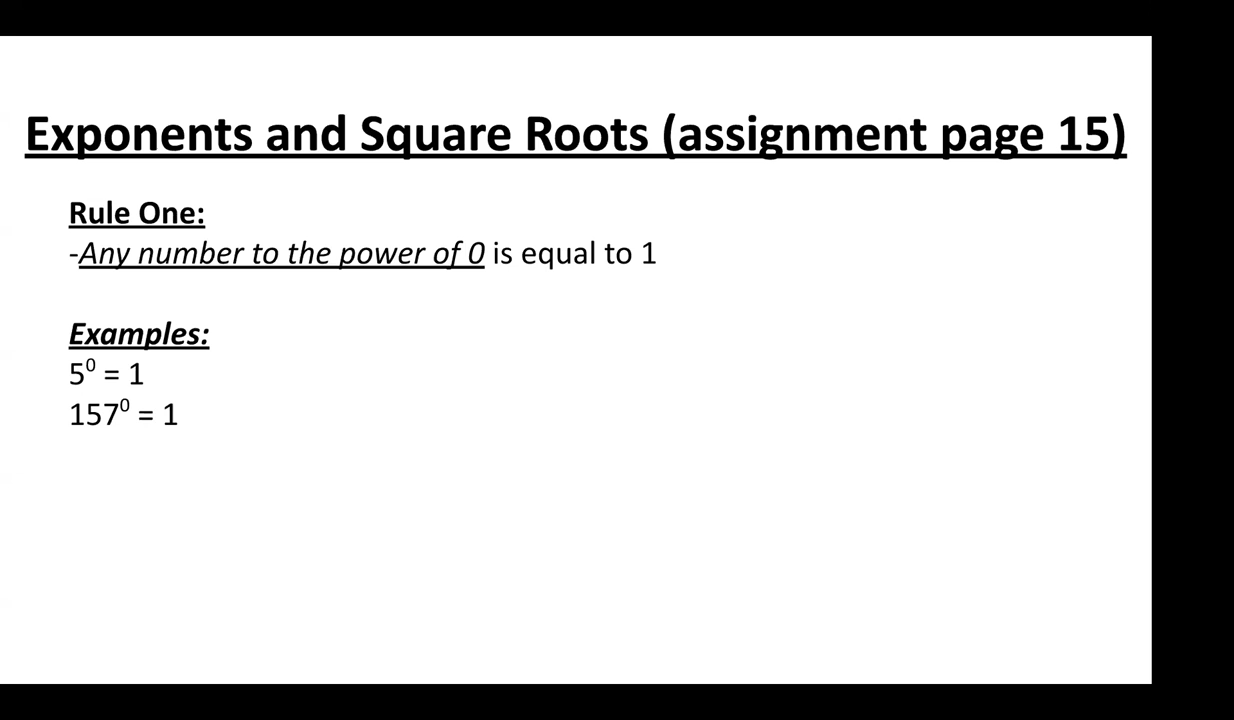 Exponents and Square Roots (assignment page 15)
Rule One:
-Any number to the power of 0 is equal to 1
Examples:
5⁰ = 1
157⁰ = 1